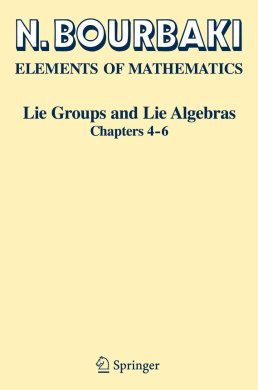 N. BOURBAKI
ELEMENTS OF MATHEMATICS
Lie Groups and Lie Algebras
Chapters 4-6
Springer